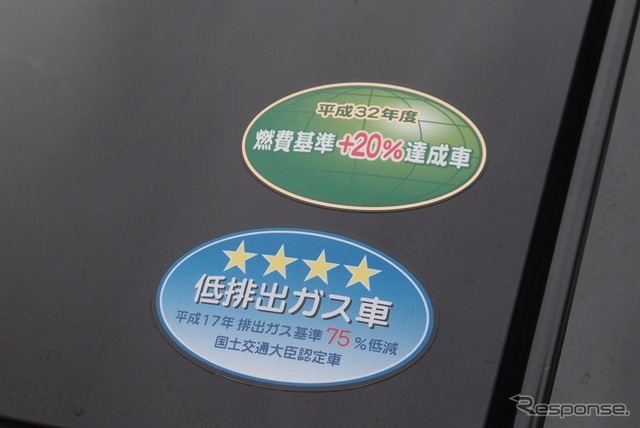 平成32年度
燃費基準+20%達成車
低排出ガス車
平成17年 排出ガス基準75%低減
国土交通大臣認定車
Response.